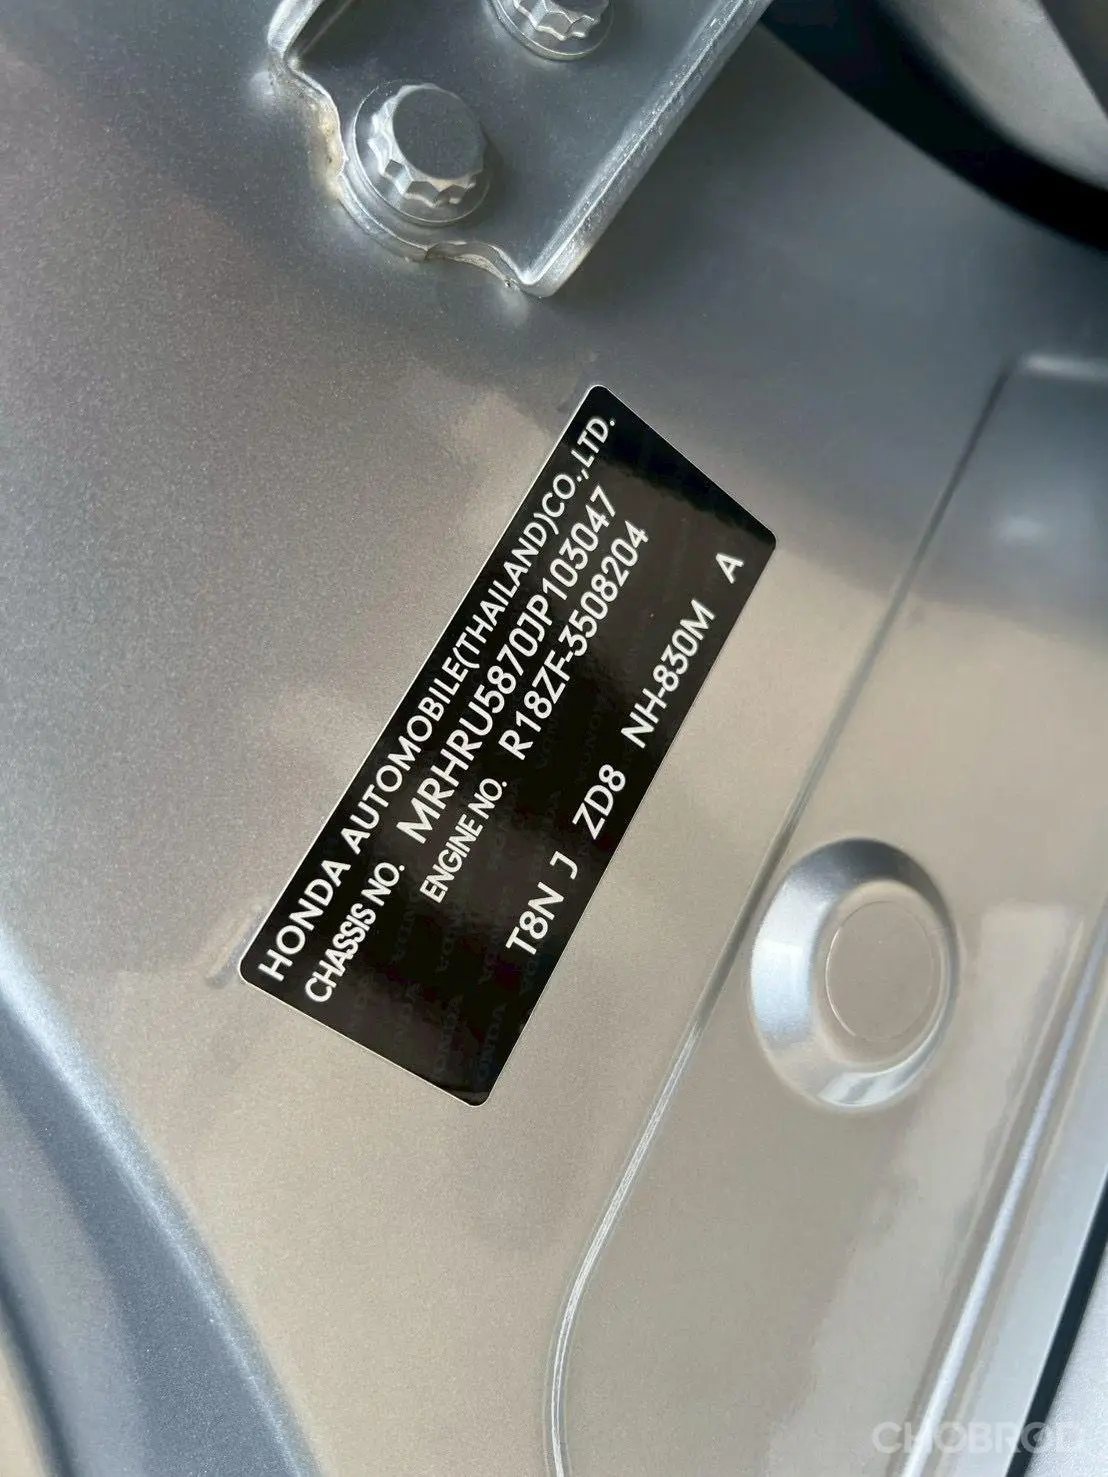 HONDA AUTOMOBILE(THAILAND)CO.,LTD.
CHASSIS NO. MRHRU5870JP103047
ENGINE NO. R18ZF-3508204
T8N J ZD8 NH-830M A
CHOBROD